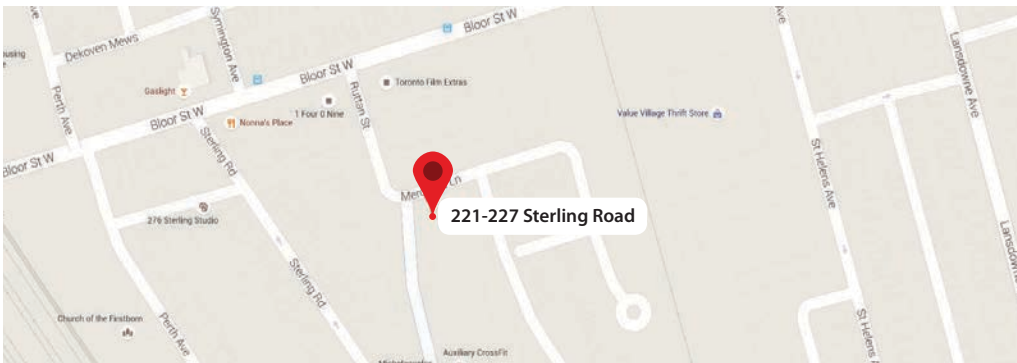 Dekoven Mews
Symington Ave
Bloor St W
Ave
Lansdowne Ave
ousing
Gaslight
Bloor St W
Toronto Film Extras
Perth Ave
Ruttan St
1 Four 0 Nine
Value Village Thrift Store
Bloor St W
Nonna's Place
Bloor St W
Sterling Rd
St Helens Ave
221-227 Sterling Road
276 Sterling Studio
Sterling Rd
Lansdowne
Church of the Firstborn
Perth Ave
St Helens
Auxiliary CrossFit